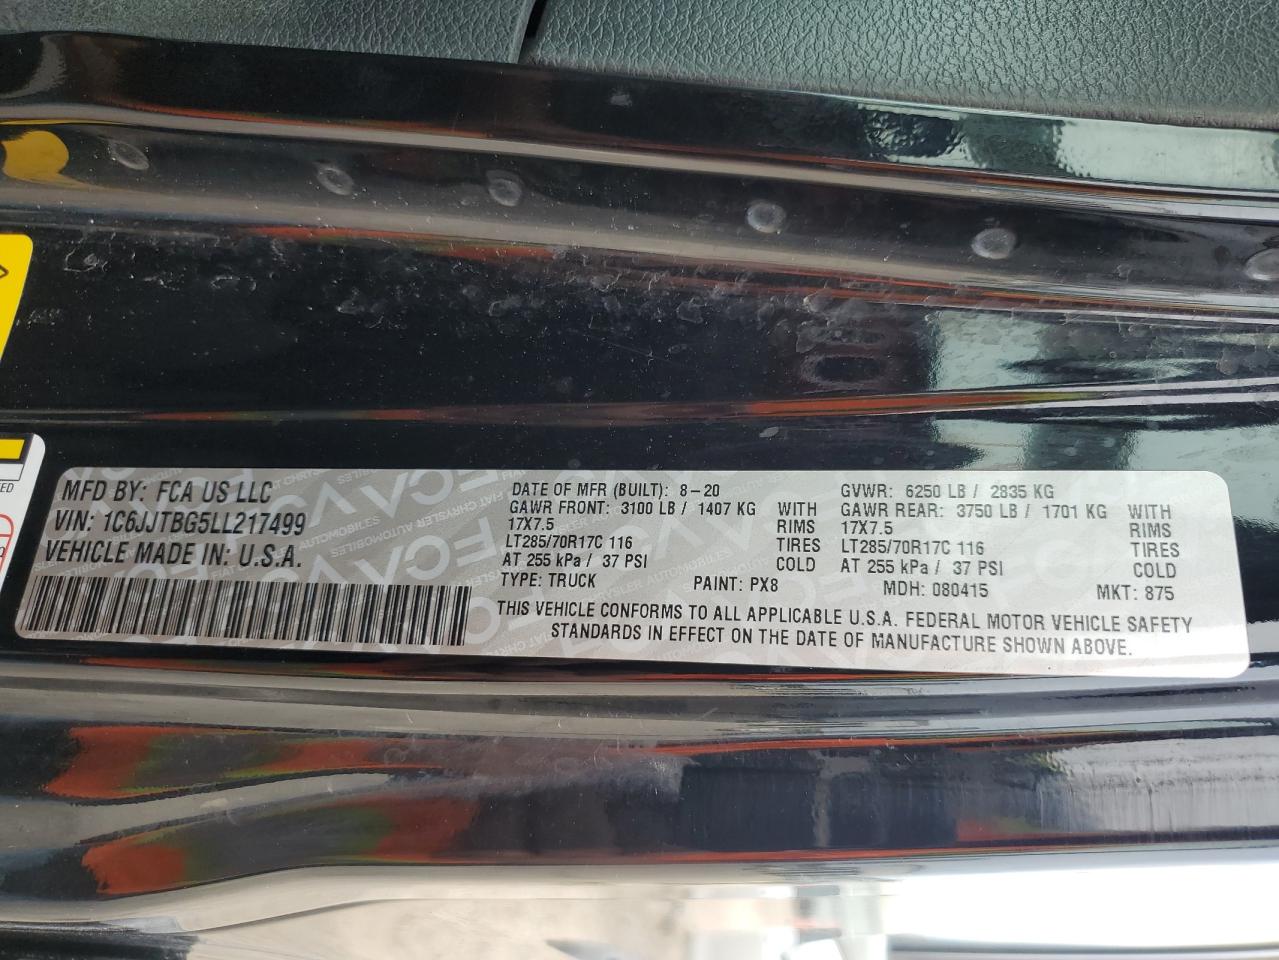 MFD BY: FCA US LLC
VIN: 1C6JJTBG5LL217499
VEHICLE MADE IN: U.S.A.
DATE OF MFR (BUILT): 8-20
GAWR FRONT: 3100 LB / 1407 KG WITH
17X7.5 RIMS
LT285/70R17C 116 TIRES
AT 255 kPa / 37 PSI COLD
TYPE: TRUCK PAINT: PX8
GVWR: 6250 LB / 2835 KG
GAWR REAR: 3750 LB / 1701 KG WITH
17X7.5 RIMS
LT285/70R17C 116 TIRES
AT 255 kPa / 37 PSI COLD
MDH: 080415 MKT: 875
THIS VEHICLE CONFORMS TO ALL APPLICABLE U.S.A. FEDERAL MOTOR VEHICLE SAFETY
STANDARDS IN EFFECT ON THE DATE OF MANUFACTURE SHOWN ABOVE.